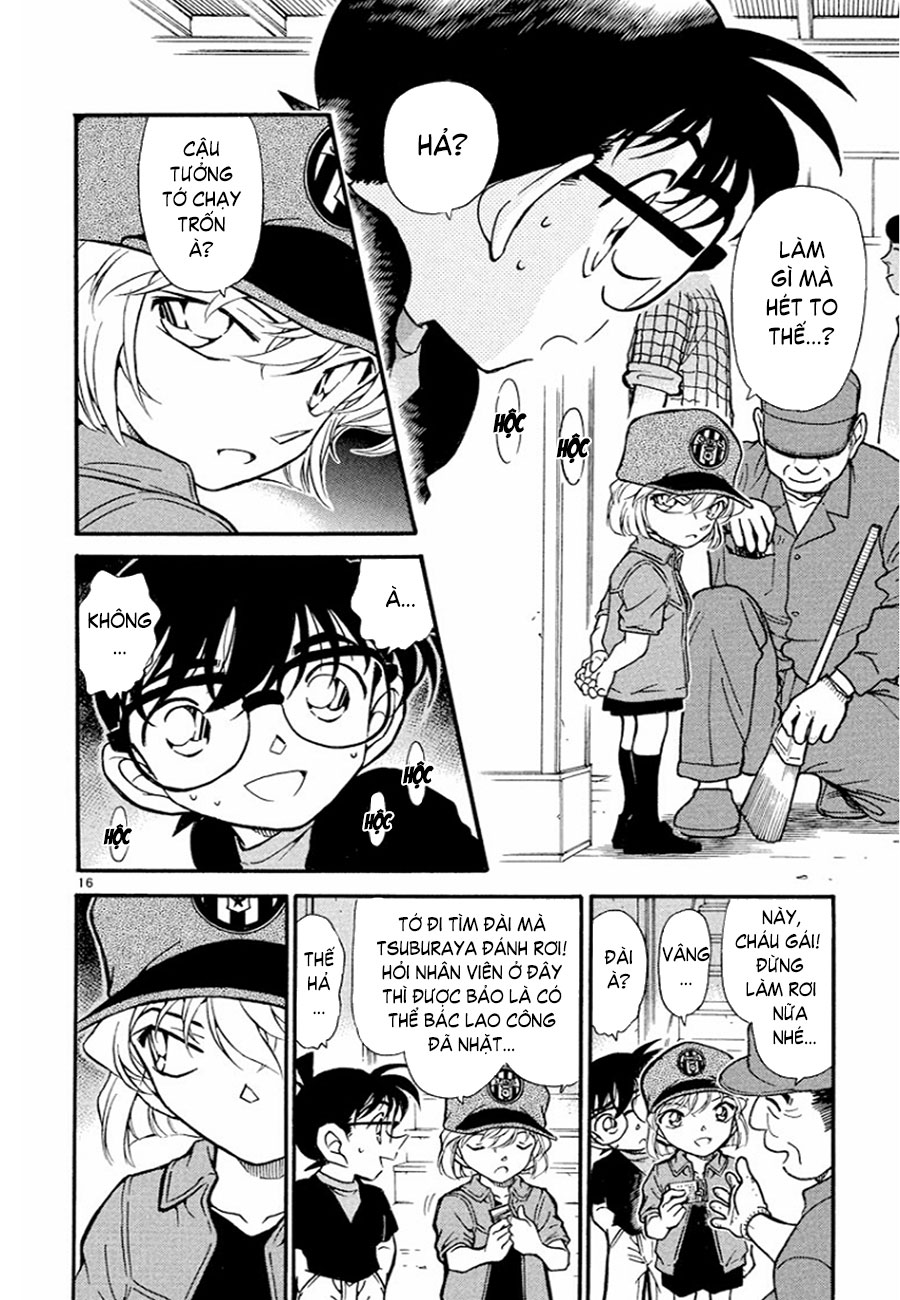 LÀM
GÌ MÀ
HÉT TO
THẾ...?
HẢ?
HỘC
HỘC
CẬU
TƯỞNG
TỚ CHẠY
TRỐN
À?
À...
KHÔNG
...
HỘC
HỘC
HỘC
16
NÀY,
CHÁU GÁI!
ĐỪNG
LÀM RƠI
NỮA
NHÉ...
VÂNG
...
ĐÀI
À?
TỚ ĐI TÌM ĐÀI MÀ
TSUBURAYA ĐÁNH RƠI!
HỎI NHÂN VIÊN Ở ĐÂY
THÌ ĐƯỢC BẢO LÀ CÓ
THỂ BÁC LAO CÔNG
ĐÃ NHẶT...
THẾ
HẢ
...